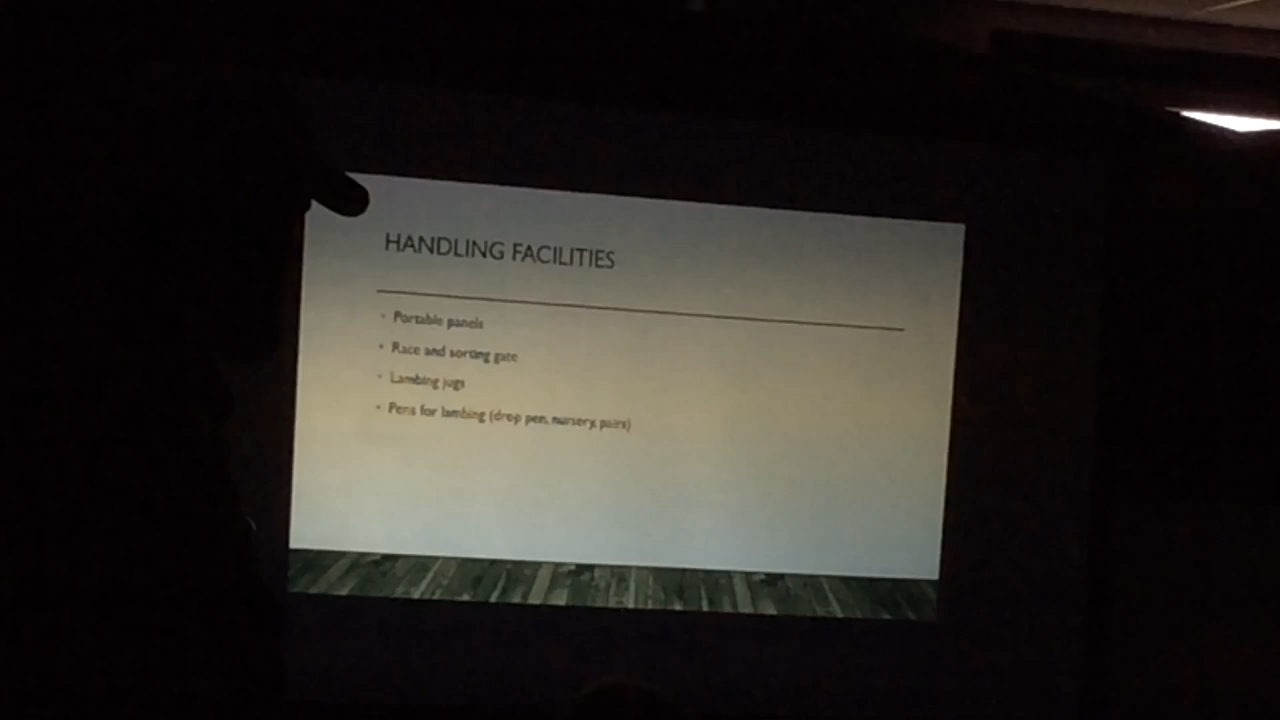 HANDLING FACILITIES
• Portable panels
• Race and sorting gate
• Lambing jugs
• Pens for lambing (drop pen, nursery, pairs)